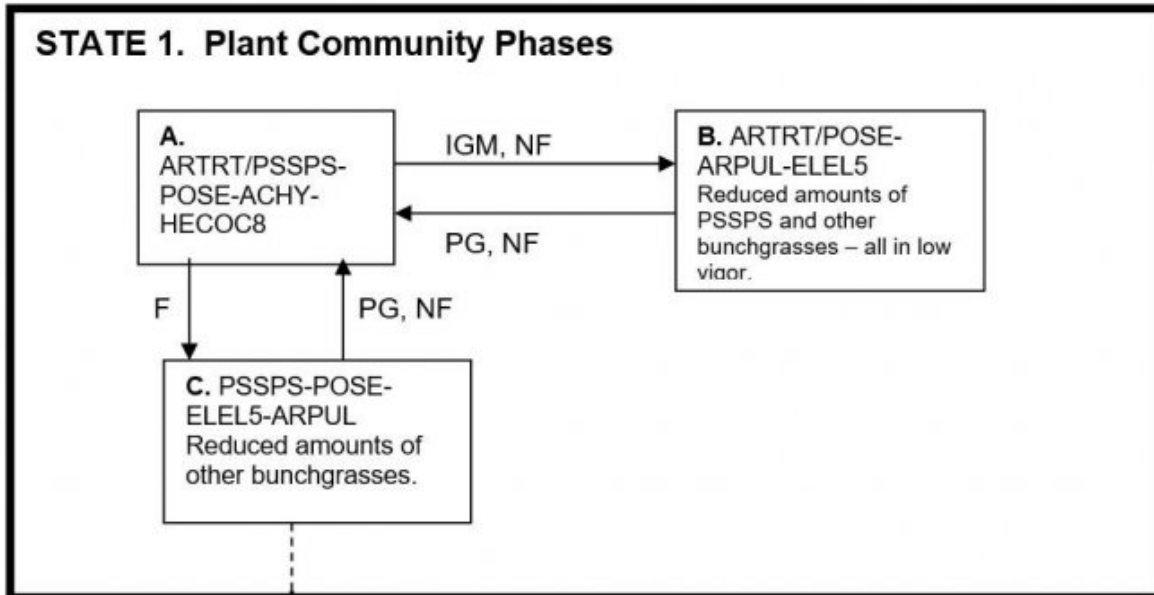 STATE 1. Plant Community Phases
A.
ARTRT/PSSPS-
POSE-ACHY-
HECOC8
IGM, NF
PG, NF
B. ARTRT/POSE-
ARPUL-ELEL5
Reduced amounts of
PSSPS and other
bunchgrasses – all in low
vigor.
F
PG, NF
C. PSSPS-POSE-
ELEL5-ARPUL
Reduced amounts of
other bunchgrasses.